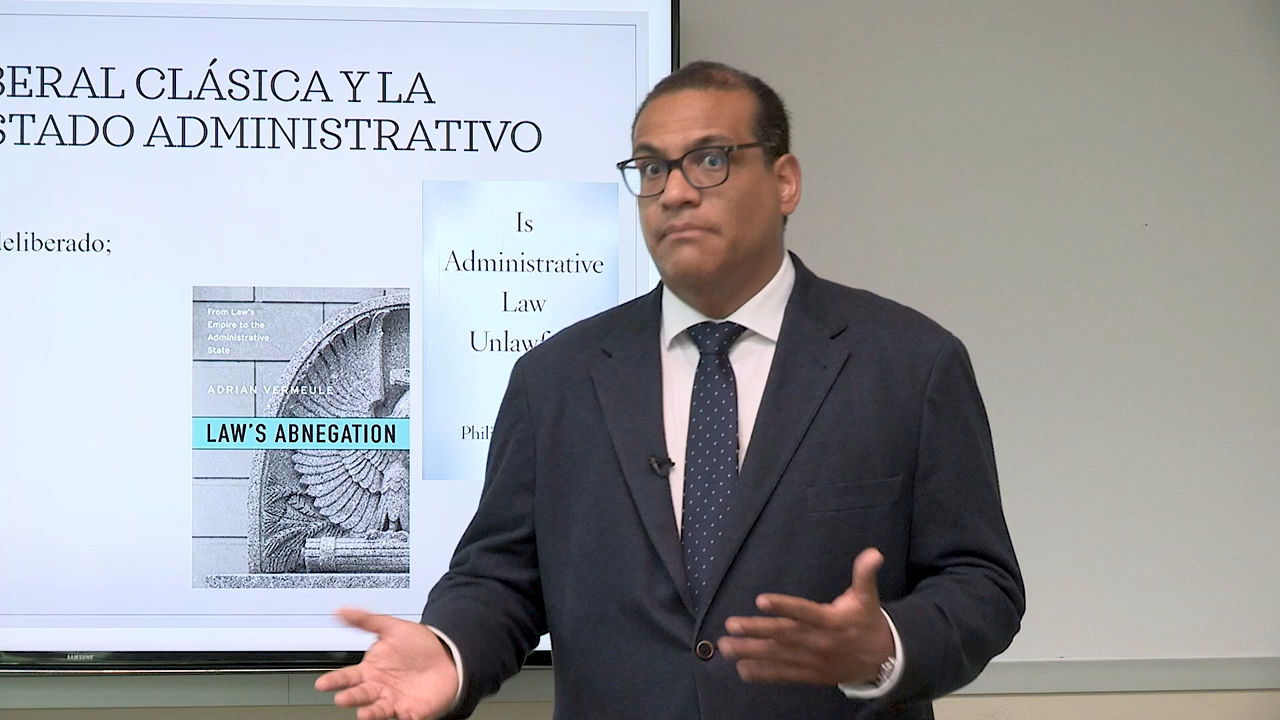 BERAL CLÁSICA Y LA
STADO ADMINISTRATIVO
deliberado;
Is
Administrative
Law
Unlawf
Phili
From Law's
Empire to the
Administrative
State
ADRIAN VERMEULE
LAW'S ABNEGATION
SAMSUNG